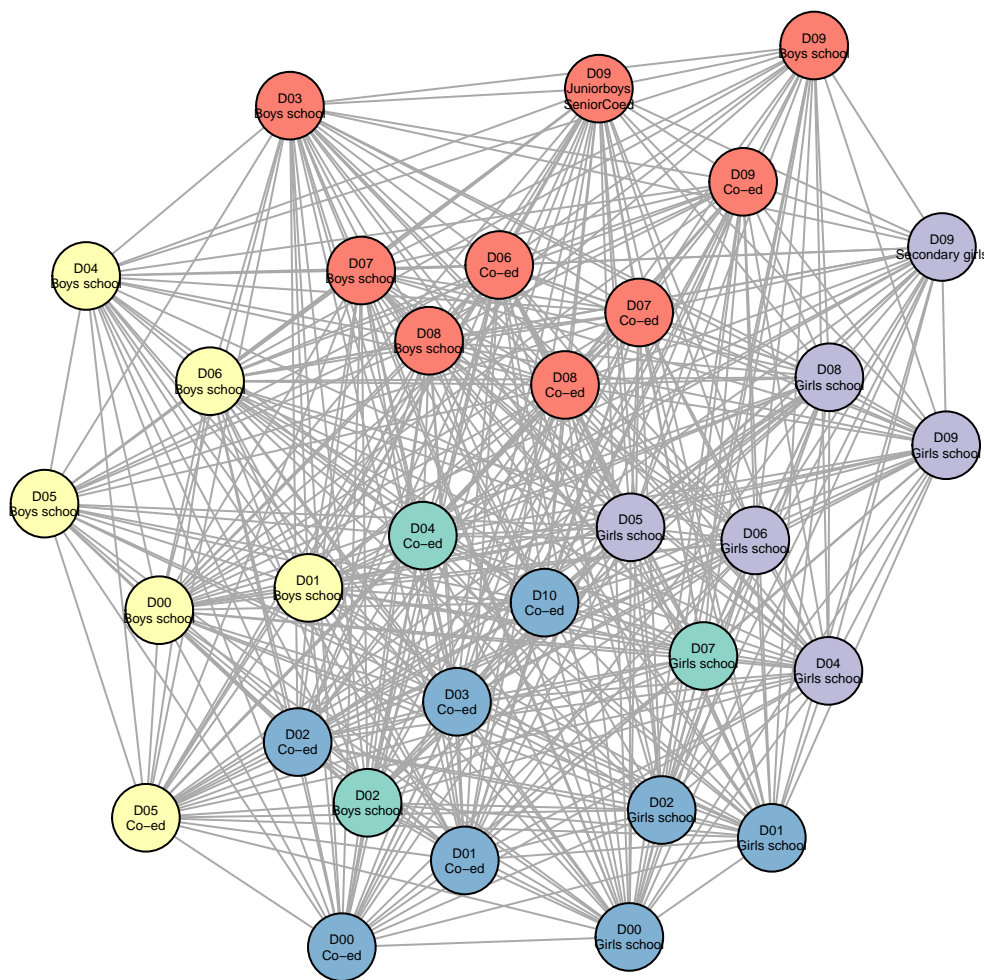 D09
Boys school
D09
Juniorboys
SeniorCoed
D03
Boys school
D09
Co−ed
D09
Secondary girls
D06
Co−ed
D07
Boys school
D04
Boys school
D07
Co−ed
D08
Boys school
D08
Girls school
D06
Boys school
D08
Co−ed
D09
Girls school
D05
Boys school
D05
Girls school
D04
Co−ed
D06
Girls school
D01
Boys school
D10
Co−ed
D00
Boys school
D07
Girls school
D04
Girls school
D03
Co−ed
D02
Co−ed
D02
Boys school
D02
Girls school
D05
Co−ed
D01
Girls school
D01
Co−ed
D00
Girls school
D00
Co−ed